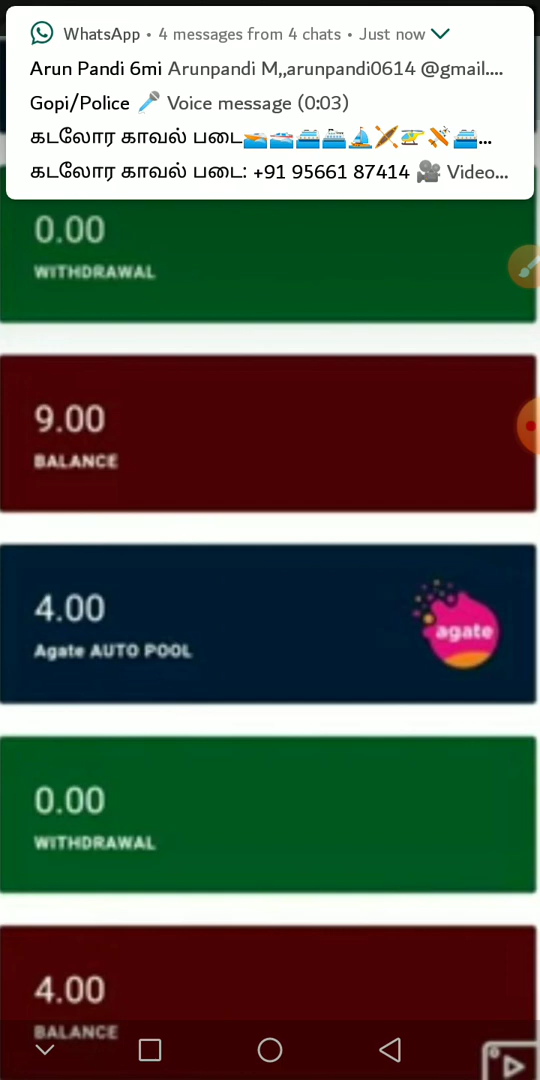 WhatsApp • 4 messages from 4 chats • Just now
Arun Pandi 6mi Arunpandi M,,arunpandi0614 @gmail....
Gopi/Police 🎤 Voice message (0:03)
கடலோர காவல் படை🚤🚤🛳🛳⛵...
கடலோர காவல் படை: +91 95661 87414 🎥 Video...
0.00
WITHDRAWAL
9.00
BALANCE
4.00
Agate AUTO POOL
agate
0.00
WITHDRAWAL
4.00
BALANCE